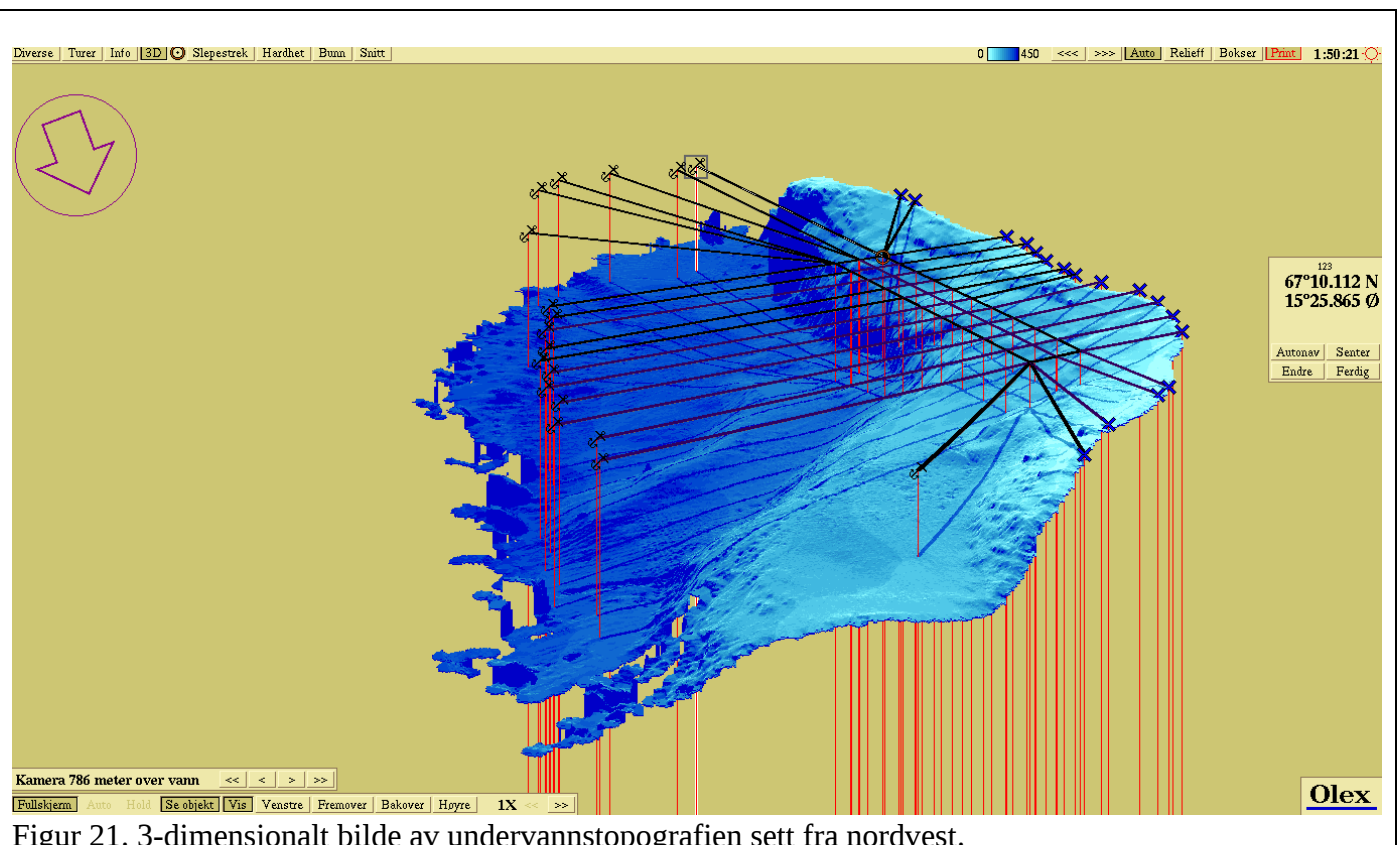 Diverse Turer Info 3D Slepestrek Hardhet Bunn Snitt 0 450 <<< >>> Auto Relieff Bokser Print 1:50:21
123
67°10.112 N
15°25.865 Ø
Autonav Senter
Endre Ferdig
Kamera 786 meter over vann << < > >>
Fullskjerm Auto Hold Se objekt Vis Venstre Fremover Bakover Høyre 1X << >>
Olex
Figur 21. 3-dimensjonalt bilde av undervannstopografien sett fra nordvest.